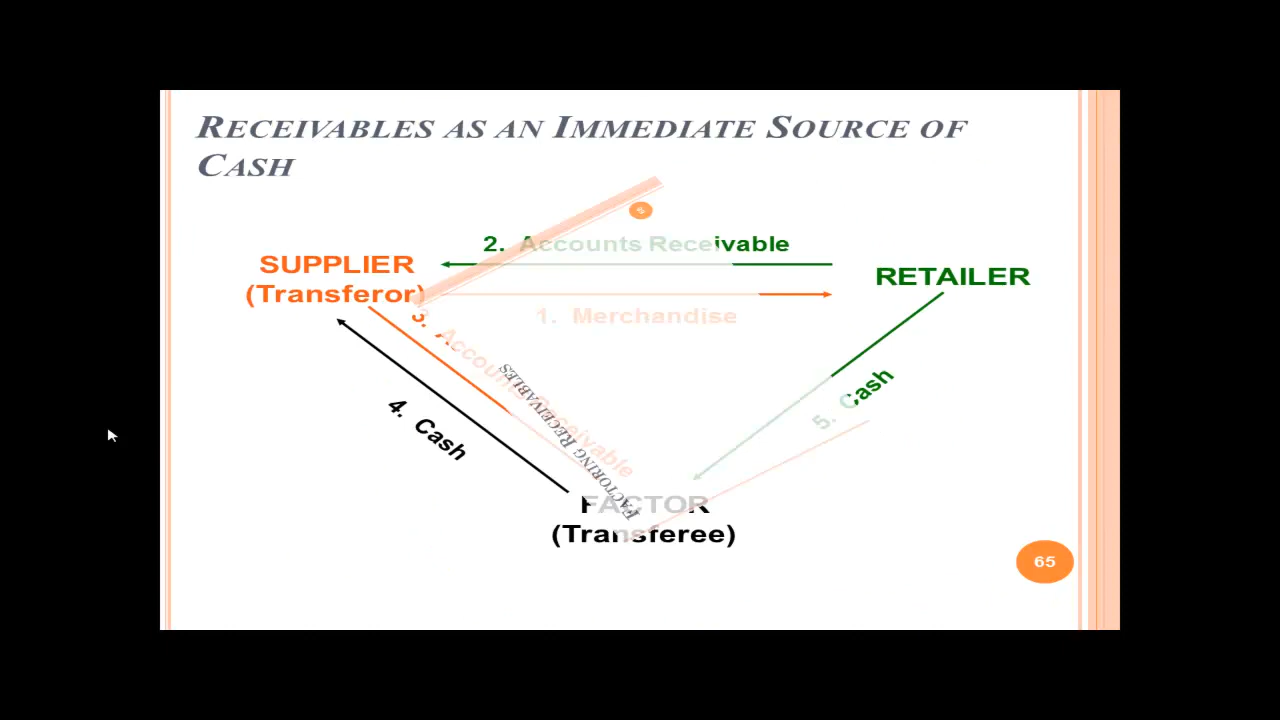 RECEIVABLES AS AN IMMEDIATE SOURCE OF
CASH
2. Accounts Receivable
SUPPLIER
(Transferor)
RETAILER
1. Merchandise
3. Accounts Receivable
FACTORING RECEIVABLES
4. Cash
5. Cash
FACTOR
(Transferee)
65